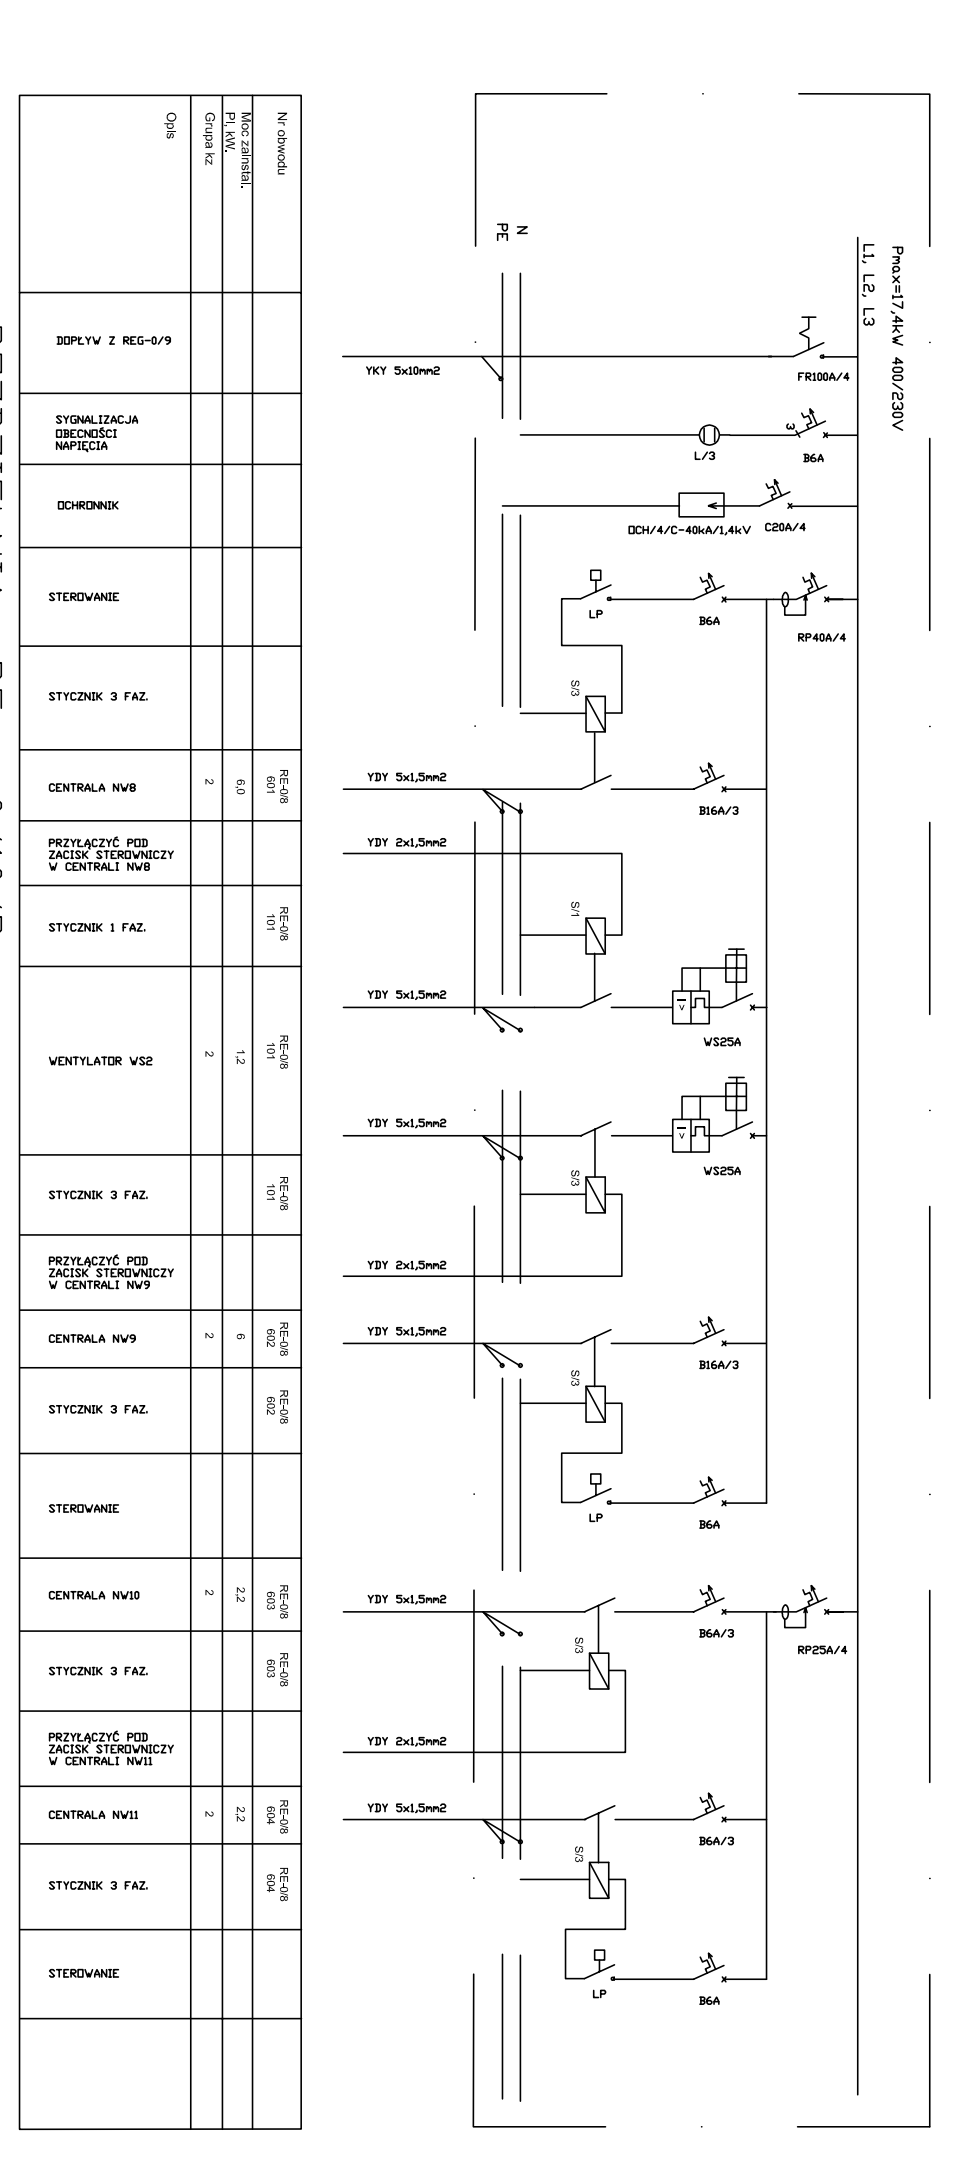 Nr obwodu
Moc zainstal.
Pi, kW.
Grupa kz
Opis
N
PE
Pmax=17,4kW 400/230V
L1, L2, L3
DOPŁYW Z REG-0/9
YKY 5x10mm2
FR100A/4
SYGNALIZACJA
OBECNOŚCI
NAPIĘCIA
L/3
3
B6A
OCHRONNIK
OCH/4/C-40kA/1,4kV
C20A/4
STEROWANIE
LP
B6A
RP40A/4
STYCZNIK 3 FAZ.
S/3
CENTRALA NW8
2
6,0
RE-0/8
601
YDY 5x1,5mm2
B16A/3
PRZYŁĄCZYĆ POD
ZACISK STEROWNICZY
W CENTRALI NW8
YDY 2x1,5mm2
STYCZNIK 1 FAZ.
RE-0/8
101
S/1
YDY 5x1,5mm2
WS25A
WENTYLATOR WS2
2
1,2
RE-0/8
101
YDY 5x1,5mm2
WS25A
STYCZNIK 3 FAZ.
RE-0/8
101
S/3
PRZYŁĄCZYĆ POD
ZACISK STEROWNICZY
W CENTRALI NW9
YDY 2x1,5mm2
CENTRALA NW9
2
6
RE-0/8
602
YDY 5x1,5mm2
B16A/3
STYCZNIK 3 FAZ.
RE-0/8
602
S/3
STEROWANIE
LP
B6A
CENTRALA NW10
2
2,2
RE-0/8
603
YDY 5x1,5mm2
B6A/3
RP25A/4
STYCZNIK 3 FAZ.
RE-0/8
603
S/3
PRZYŁĄCZYĆ POD
ZACISK STEROWNICZY
W CENTRALI NW11
YDY 2x1,5mm2
CENTRALA NW11
2
2,2
RE-0/8
604
YDY 5x1,5mm2
B6A/3
STYCZNIK 3 FAZ.
RE-0/8
604
S/3
STEROWANIE
LP
B6A